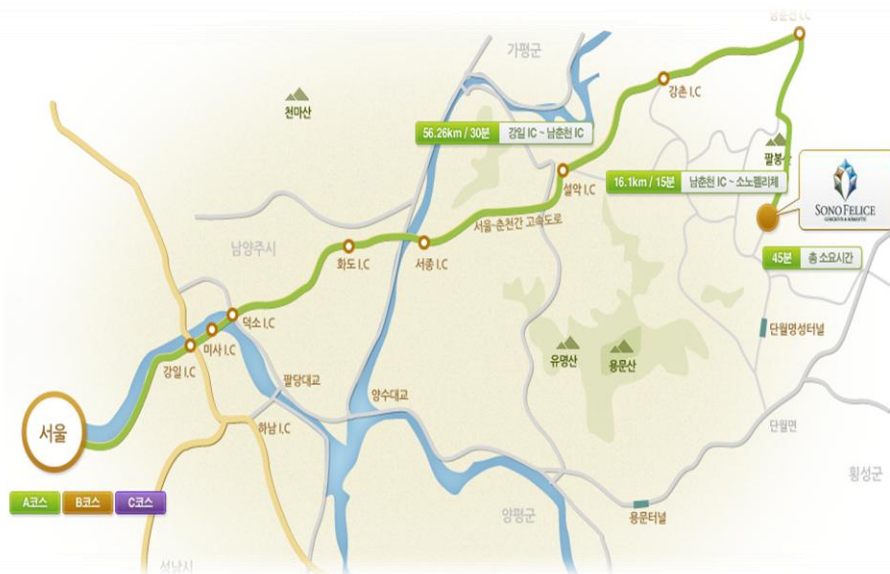 가평군
강촌 I.C
천마산
56.26km / 30분 강일 IC ~ 남춘천 IC
팔봉산
설악 I.C
16.1km / 15분 남춘천 IC ~ 소노펠리체
SONO FELICE
서울-춘천간 고속도로
남양주시
화도 I.C
서종 I.C
45분 총 소요시간
덕소 I.C
미사 I.C
단월명성터널
강일 I.C
유명산
용문산
팔당대교
양수대교
서울
하남 I.C
단월면
횡성군
A코스 B코스 C코스
양평군
용문터널
성남시